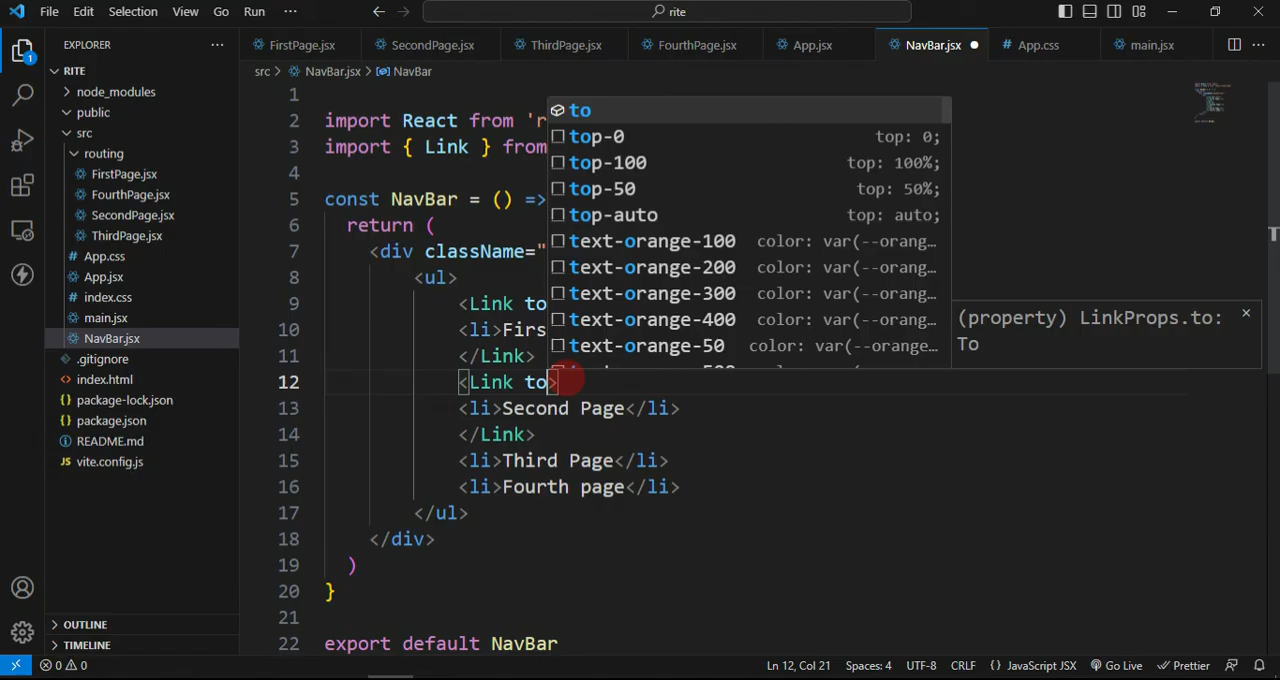 File Edit Selection View Go Run ··· rite
EXPLORER
RITE
node_modules
public
src
routing
FirstPage.jsx
FourthPage.jsx
SecondPage.jsx
ThirdPage.jsx
App.css
App.jsx
index.css
main.jsx
NavBar.jsx
.gitignore
index.html
package-lock.json
package.json
README.md
vite.config.js
OUTLINE
TIMELINE
1
FirstPage.jsx SecondPage.jsx ThirdPage.jsx FourthPage.jsx App.jsx NavBar.jsx App.css main.jsx
src > NavBar.jsx > NavBar
1
2 import React from 'r
3 import { Link } from
4
5 const NavBar = () =>
6 return (
7 <div className="
8 <ul>
9 <Link to
10 <li>Firs
11 </Link>
12 <Link to>
13 <li>Second Page</li>
14 </Link>
15 <li>Third Page</li>
16 <li>Fourth page</li>
17 </ul>
18 </div>
19 )
20 }
21
22 export default NavBar
to
top-0 top: 0;
top-100 top: 100%;
top-50 top: 50%;
top-auto top: auto;
text-orange-100 color: var(--orang…
text-orange-200 color: var(--orang…
text-orange-300 color: var(--orang…
text-orange-400 color: var(--orang…
text-orange-50 color: var(--orange…
(property) LinkProps.to:
To
0 0 Ln 12, Col 21 Spaces: 4 UTF-8 CRLF {} JavaScript JSX Go Live Prettier